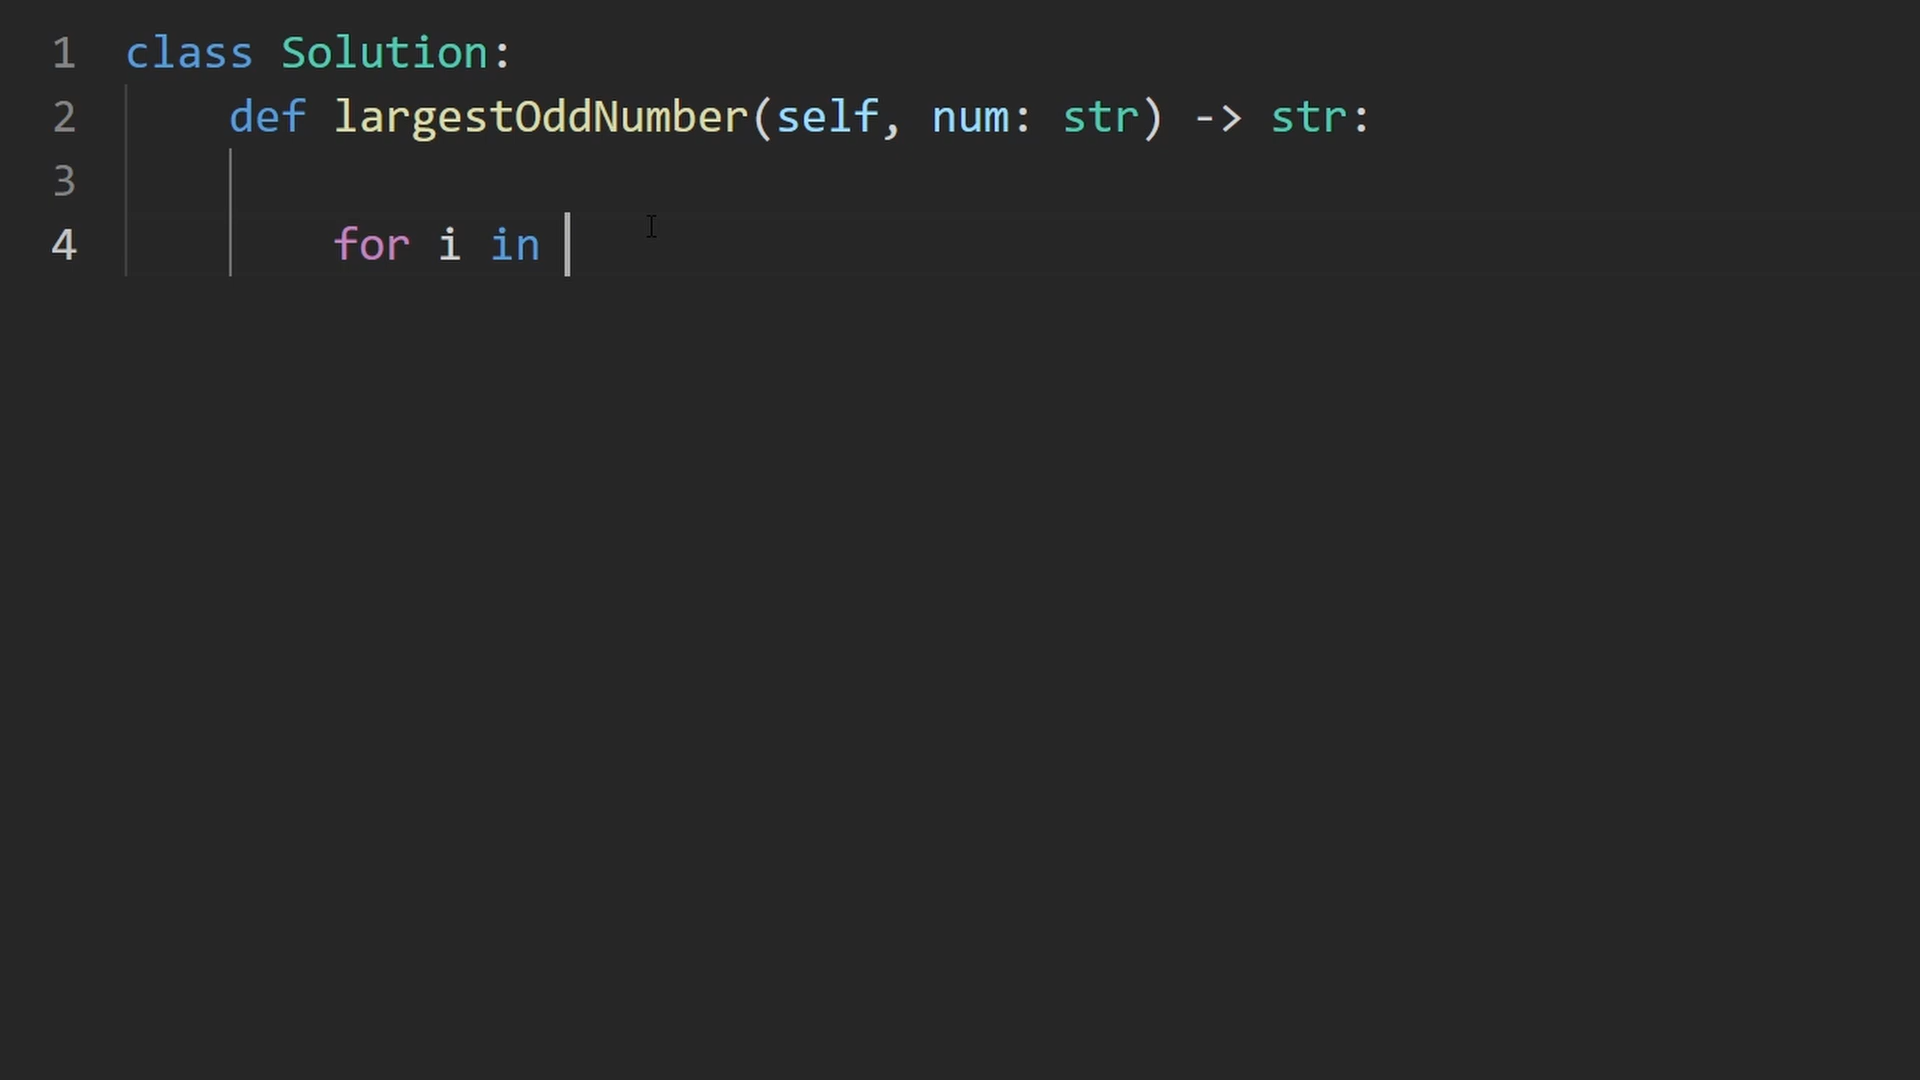 1 class Solution:
2 def largestOddNumber(self, num: str) -> str:
3
4 for i in